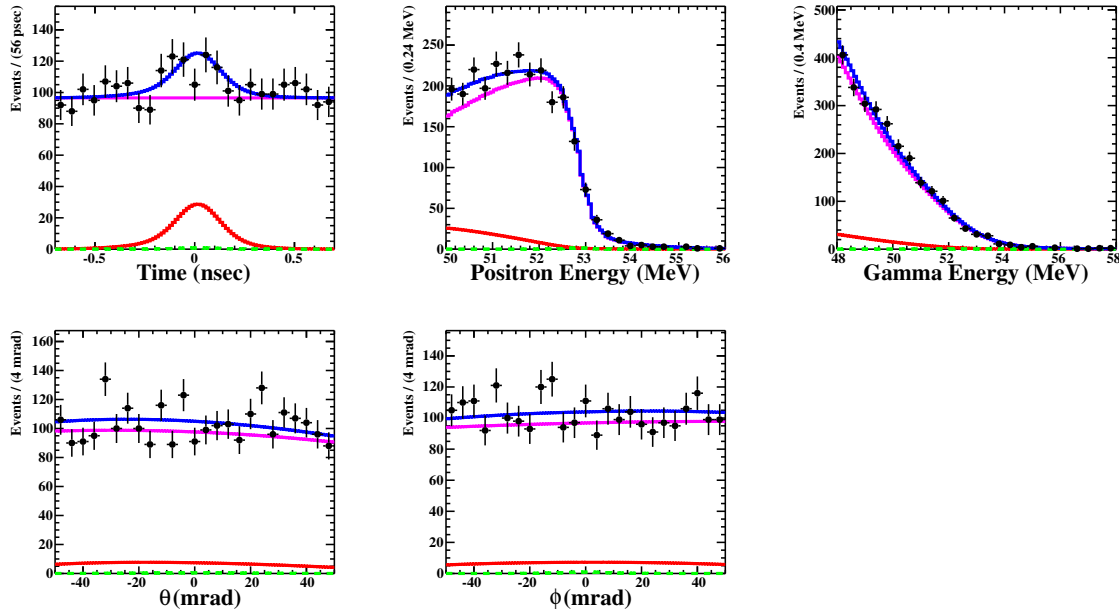 Events / (56 psec)
140
120
100
80
60
40
20
0
-0.5 0 0.5
Time (nsec)
Events / (0.24 MeV)
250
200
150
100
50
0
50 51 52 53 54 55 56
Positron Energy (MeV)
Events / (0.4 MeV)
500
400
300
200
100
0
48 50 52 54 56 58
Gamma Energy (MeV)
Events / (4 mrad)
160
140
120
100
80
60
40
20
0
-40 -20 0 20 40
θ(mrad)
Events / (4 mrad)
140
120
100
80
60
40
20
0
-40 -20 0 20 40
ϕ(mrad)